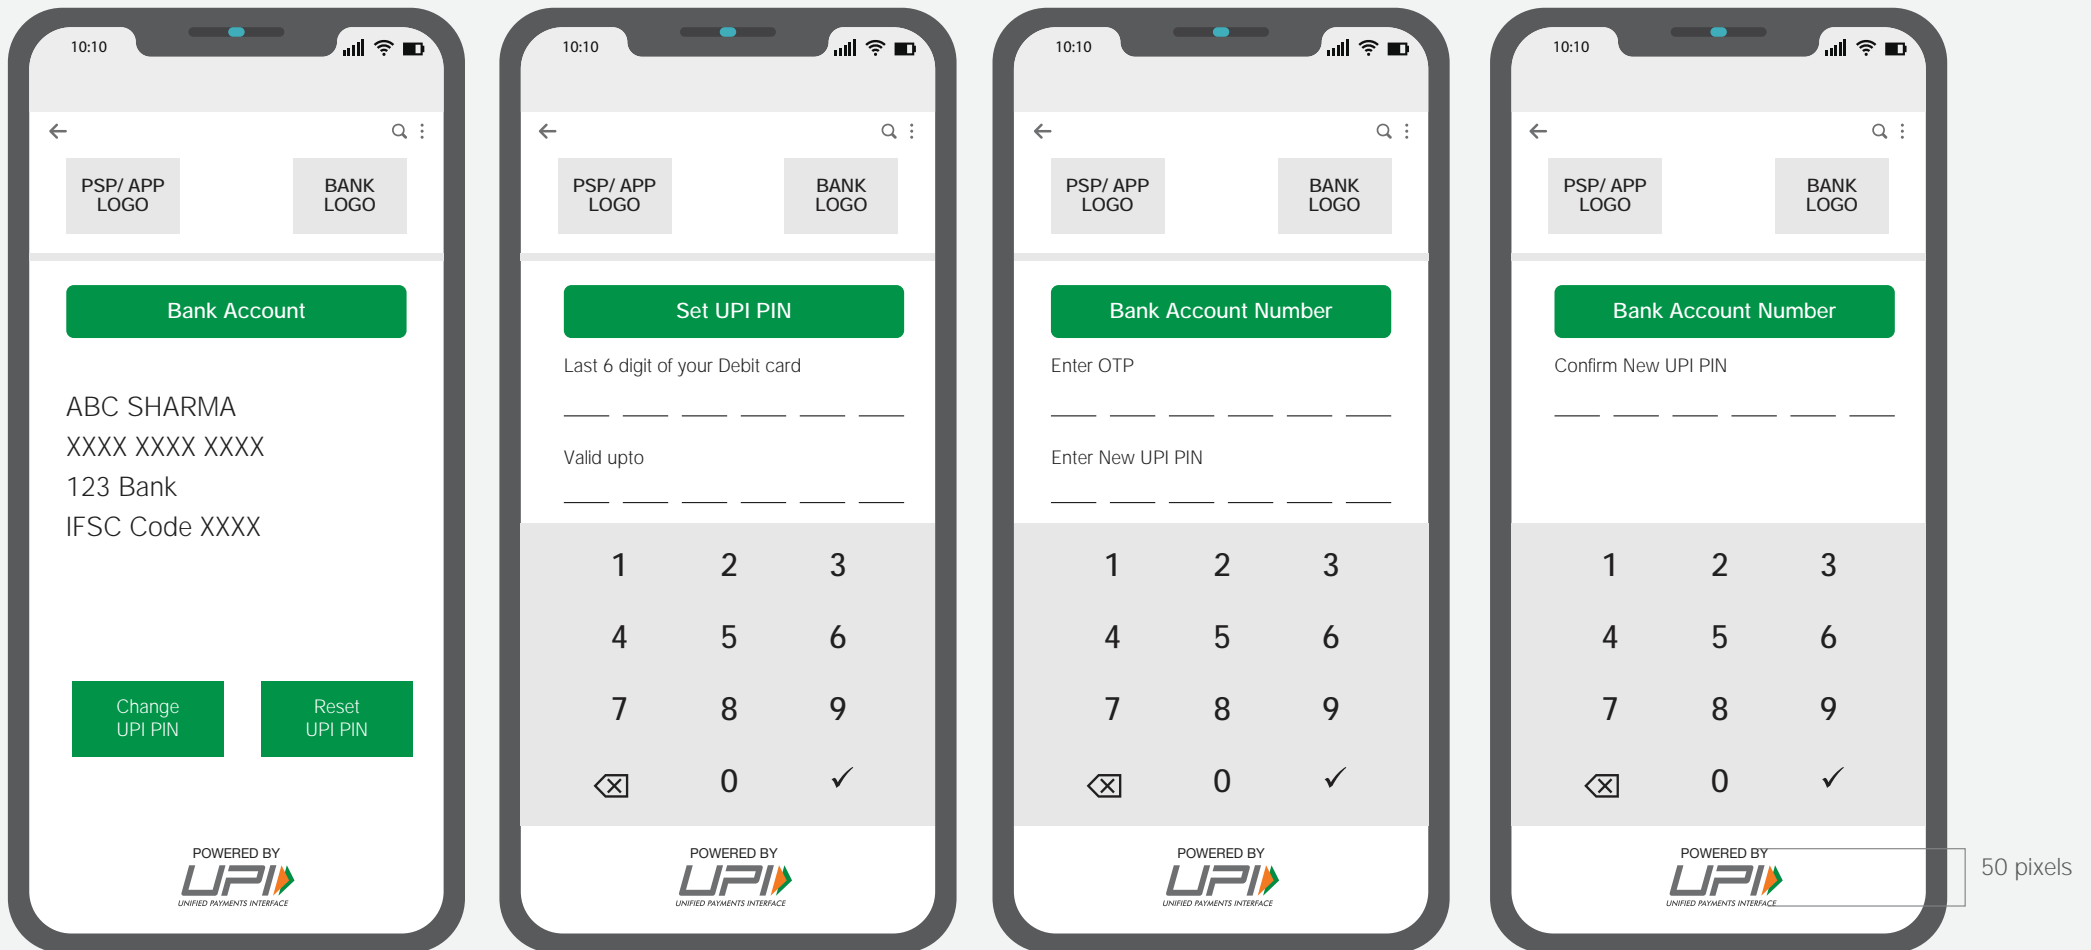 10:10
PSP/ APP
LOGO
BANK
LOGO
Bank Account
ABC SHARMA
XXXX XXXX XXXX
123 Bank
IFSC Code XXXX
Change
UPI PIN
Reset
UPI PIN
POWERED BY
UPI
UNIFIED PAYMENTS INTERFACE
10:10
PSP/ APP
LOGO
BANK
LOGO
Set UPI PIN
Last 6 digit of your Debit card
Valid upto
1 2 3
4 5 6
7 8 9
0
POWERED BY
UPI
UNIFIED PAYMENTS INTERFACE
10:10
PSP/ APP
LOGO
BANK
LOGO
Bank Account Number
Enter OTP
Enter New UPI PIN
1 2 3
4 5 6
7 8 9
0
POWERED BY
UPI
UNIFIED PAYMENTS INTERFACE
10:10
PSP/ APP
LOGO
BANK
LOGO
Bank Account Number
Confirm New UPI PIN
1 2 3
4 5 6
7 8 9
0
POWERED BY
UPI
UNIFIED PAYMENTS INTERFACE
50 pixels